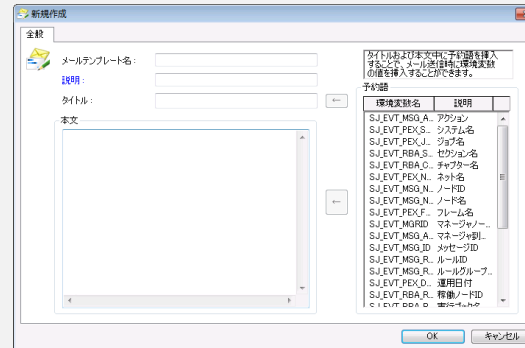 新規作成
全般
メールテンプレート名：
説明：
タイトル：
本文
タイトルおよび本文中に予約語を挿入
することで、メール送信時に環境変数
の値を挿入することができます。
予約語
環境変数名 説明
SJ_EVT_MSG_A... アクション
SJ_EVT_PEX_S... システム名
SJ_EVT_PEX_J... ジョブ名
SJ_EVT_RBA_S... セクション名
SJ_EVT_RBA_C... チャプター名
SJ_EVT_PEX_N... ネット名
SJ_EVT_MSG_N... ノードID
SJ_EVT_MSG_N... ノード名
SJ_EVT_PEX_F... フレーム名
SJ_EVT_MGRID マネージャノー...
SJ_EVT_MSG_A... マネージャ到...
SJ_EVT_MSG_ID メッセージID
SJ_EVT_MSG_R... ルールID
SJ_EVT_MSG_R... ルールグループ...
SJ_EVT_PEX_D... 運用日付
SJ_EVT_RBA_R... 稼働ノードID
SJ_EVT_RBA_R... 実行ブック名
OK キャンセル